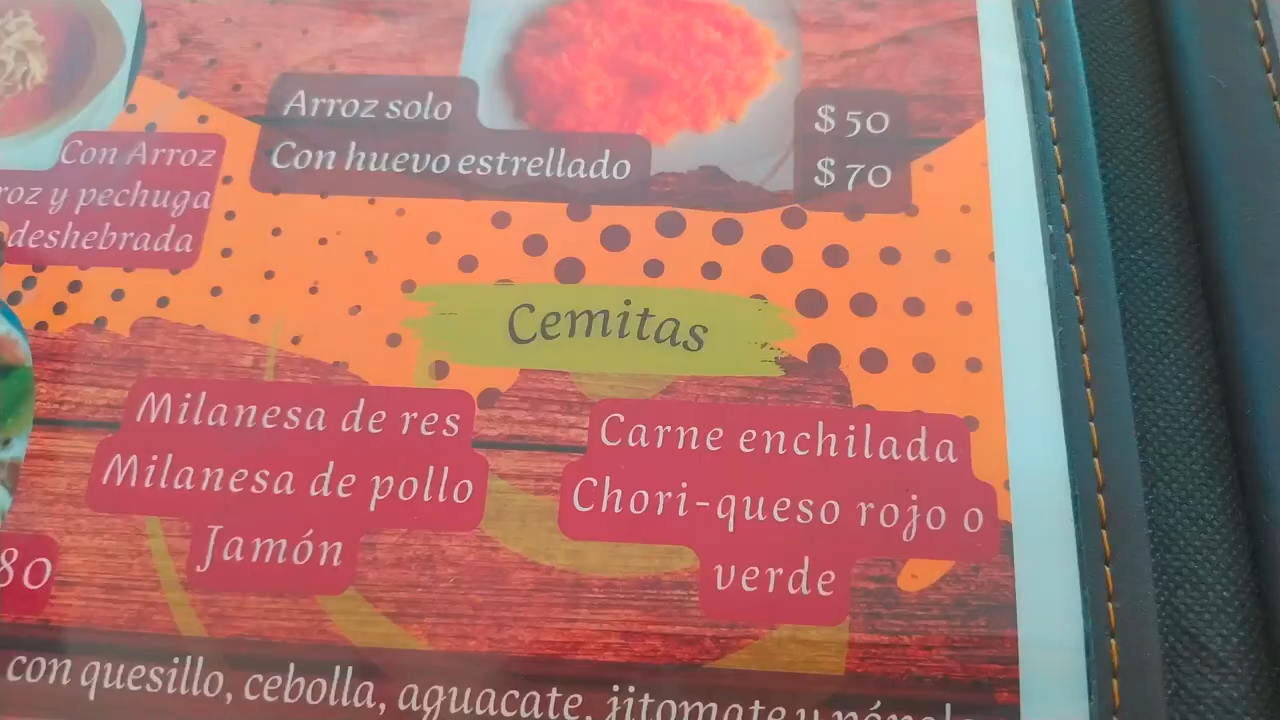 Arroz solo $50
Con huevo estrellado $70
Con Arroz
y pechuga
deshebrada
Cemitas
Milanesa de res
Milanesa de pollo
Jamón
Carne enchilada
Chori-queso rojo o
verde
80
con quesillo, cebolla, aguacate, jitomate y